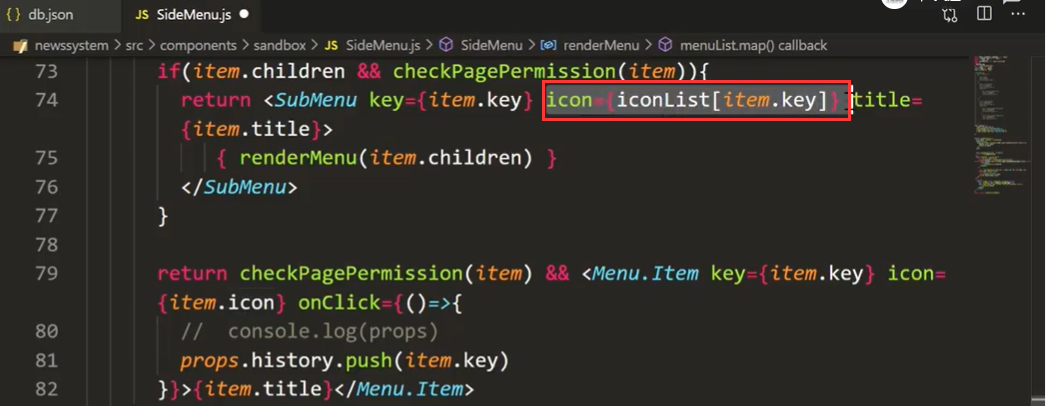 {} db.json
JS SideMenu.js ●
newssystem > src > components > sandbox > JS SideMenu.js > SideMenu > renderMenu > menuList.map() callback
73 if(item.children && checkPagePermission(item)){
74 return <SubMenu key={item.key} icon={iconList[item.key]} title=
{item.title}>
75 { renderMenu(item.children) }
76 </SubMenu>
77 }
78
79 return checkPagePermission(item) && <Menu.Item key={item.key} icon=
{item.icon} onClick={()=>{
80 //  console.log(props)
81 props.history.push(item.key)
82 }}>{item.title}</Menu.Item>